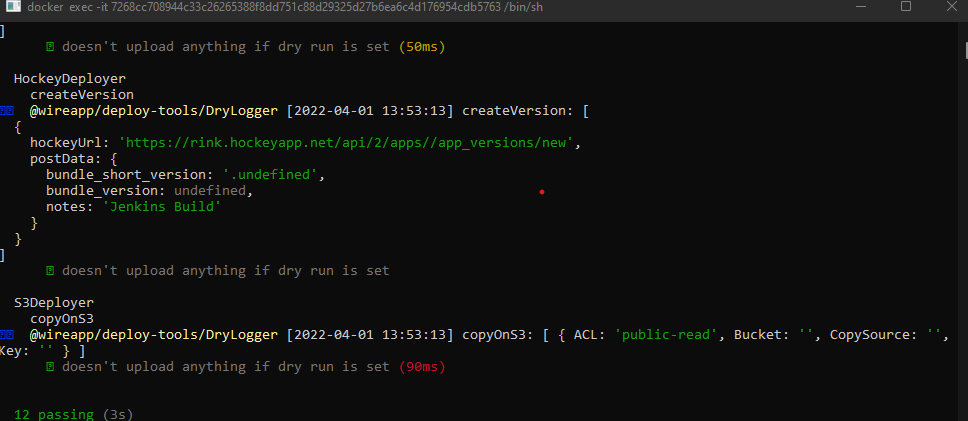 docker exec -it 7268cc708944c33c26265388f8dd751c88d29325d27b6ea6c4d176954cdb5763 /bin/sh
]
doesn't upload anything if dry run is set (50ms)
HockeyDeployer
createVersion
@wireapp/deploy-tools/DryLogger [2022-04-01 13:53:13] createVersion: [
{
hockeyUrl: 'https://rink.hockeyapp.net/api/2/apps//app_versions/new',
postData: {
bundle_short_version: '.undefined',
bundle_version: undefined,
notes: 'Jenkins Build'
}
}
]
doesn't upload anything if dry run is set
S3Deployer
copyOnS3
@wireapp/deploy-tools/DryLogger [2022-04-01 13:53:13] copyOnS3: [ { ACL: 'public-read', Bucket: '', CopySource: '',
Key: '' } ]
doesn't upload anything if dry run is set (90ms)
12 passing (3s)